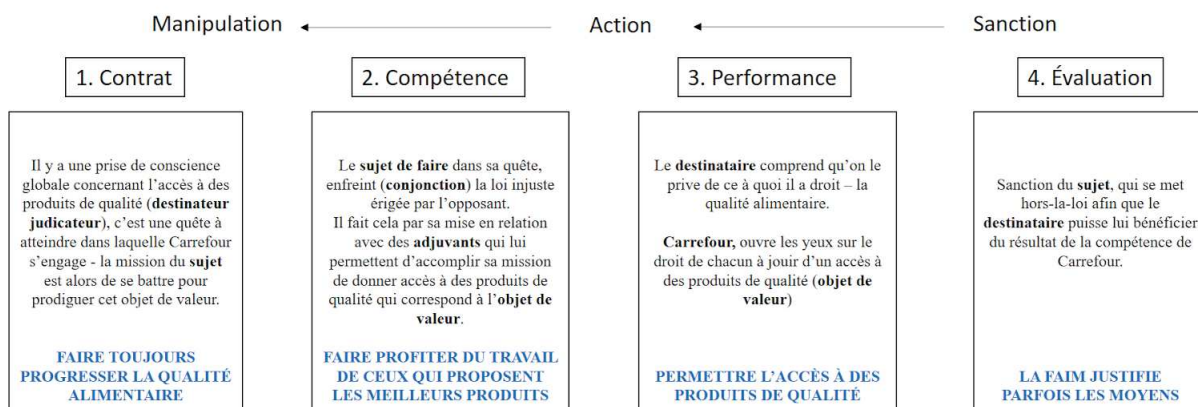 Manipulation
Action
Sanction
1. Contrat
2. Compétence
3. Performance
4. Évaluation
Il y a une prise de conscience
globale concernant l’accès à des
produits de qualité (destinateur
judicateur), c’est une quête à
atteindre dans laquelle Carrefour
s’engage - la mission du sujet
est alors de se battre pour
prodiguer cet objet de valeur.
FAIRE TOUJOURS
PROGRESSER LA QUALITÉ
ALIMENTAIRE
Le sujet de faire dans sa quête,
enfreint (conjonction) la loi injuste
érigée par l’opposant.
Il fait cela par sa mise en relation
avec des adjuvants qui lui
permettent d’accomplir sa mission
de donner accès à des produits de
qualité qui correspond à l’objet de
valeur.
FAIRE PROFITER DU TRAVAIL
DE CEUX QUI PROPOSENT
LES MEILLEURS PRODUITS
Le destinataire comprend qu’on le
prive de ce à quoi il a droit – la
qualité alimentaire.
Carrefour, ouvre les yeux sur le
droit de chacun à jouir d’un accès à
des produits de qualité (objet de
valeur)
PERMETTRE L’ACCÈS À DES
PRODUITS DE QUALITÉ
Sanction du sujet, qui se met
hors-la-loi afin que le
destinataire puisse lui bénéficier
du résultat de la compétence de
Carrefour.
LA FAIM JUSTIFIE
PARFOIS LES MOYENS